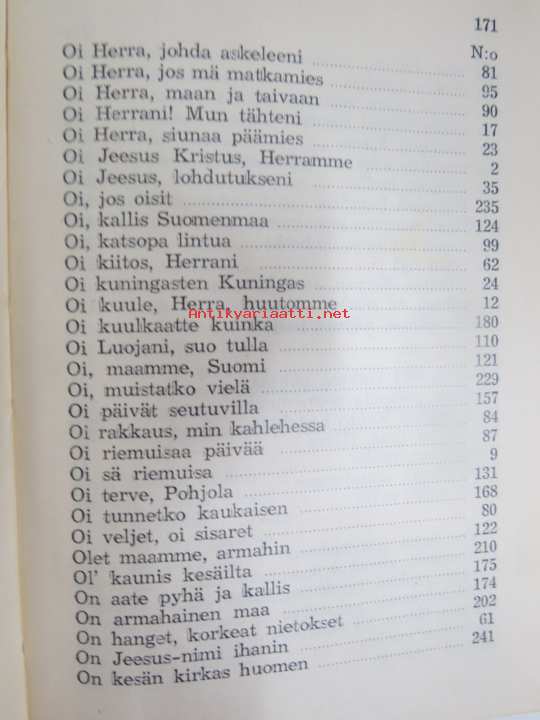 171
N:o
Oi Herra, johda askeleeni 81
Oi Herra, jos mä matkamies 95
Oi Herra, maan ja taivaan 90
Oi Herrani! Mun tähteni 17
Oi Herra, siunaa päämies 23
Oi Jeesus Kristus, Herramme 2
Oi Jeesus, lohdutukseni 35
Oi, jos oisit 235
Oi, kallis Suomenmaa 124
Oi, katsopa lintua 99
Oi kiitos, Herrani 62
Oi kuningasten Kuningas 24
Oi kuule, Herra, huutomme 12
Antikvariaatti.net
Oi kuulkaatte kuinka 180
Oi Luojani, suo tulla 110
Oi, maamme, Suomi 121
Oi, muistatko vielä 229
Oi päivät seutuvilla 157
Oi rakkaus, min kahlehessa 84
Oi riemuisaa päivää 87
Oi sä riemuisa 9
Oi terve, Pohjola 131
Oi tunnetko kaukaisen 168
Oi veljet, oi sisaret 80
Olet maamme, armahin 122
Ol' kaunis kesäilta 210
On aate pyhä ja kallis 175
On armahainen maa 174
On hanget, korkeat nietokset 202
On Jeesus-nimi ihanin 61
On kesän kirkas huomen 241